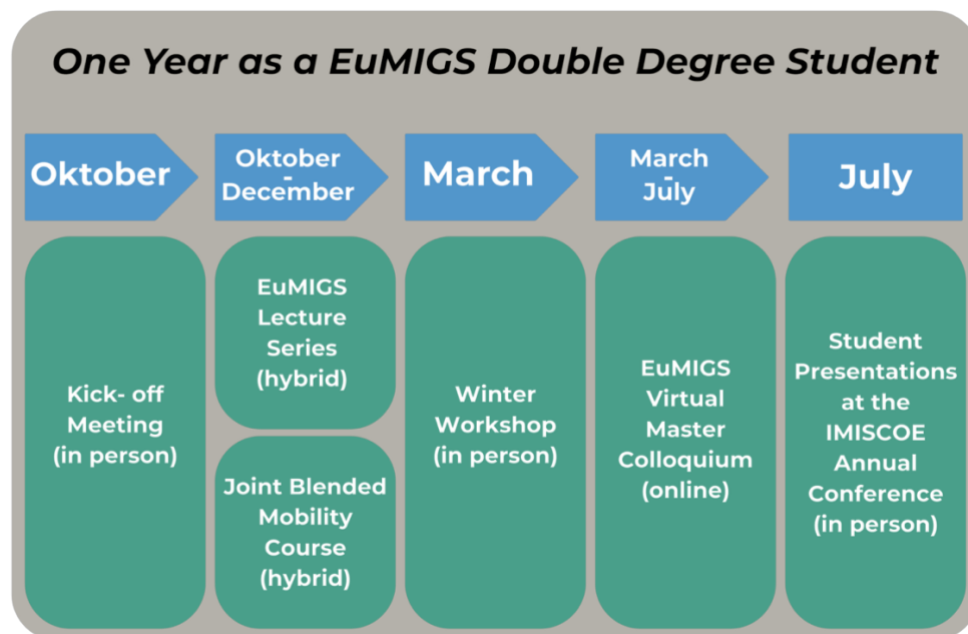 One Year as a EuMIGS Double Degree Student
Oktober
Oktober
-
December
March
March
-
July
July
Kick- off
Meeting
(in person)
EuMIGS
Lecture
Series
(hybrid)
Joint Blended
Mobility
Course
(hybrid)
Winter
Workshop
(in person)
EuMIGS
Virtual
Master
Colloquium
(online)
Student
Presentations
at the
IMISCOE
Annual
Conference
(in person)